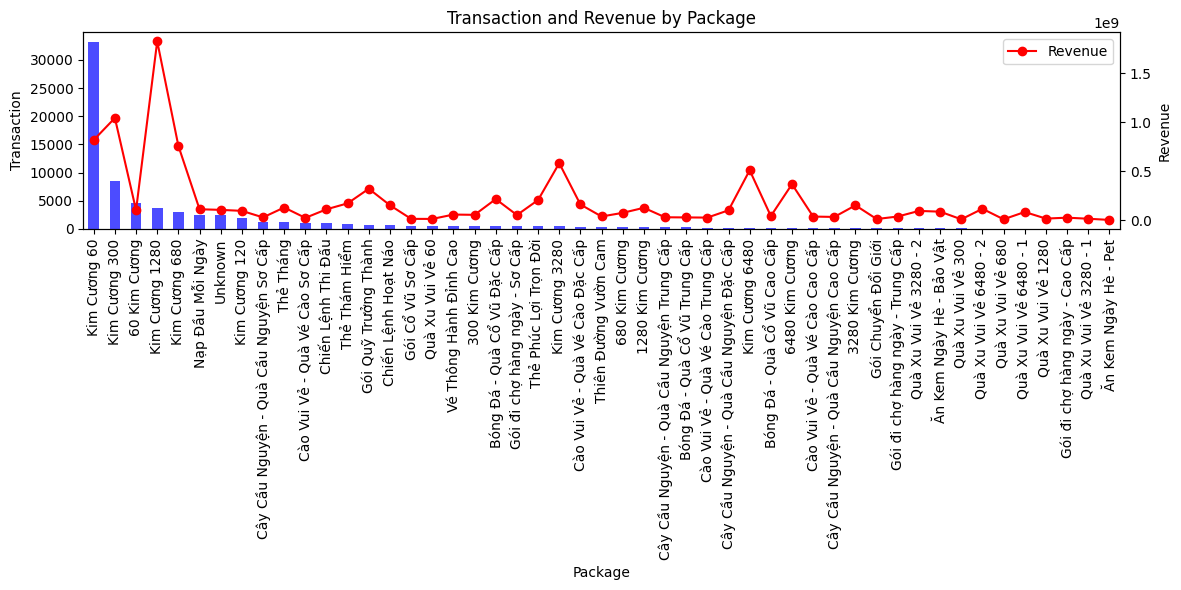 Transaction and Revenue by Package
1e9
Revenue
Transaction
30000
25000
20000
15000
10000
5000
0
1.5
1.0
0.5
0.0
Revenue
Kim Cương 60
Kim Cương 300
60 Kim Cương
Kim Cương 1280
Kim Cương 680
Nạp Đầu Mỗi Ngày
Unknown
Kim Cương 120
Cây Cầu Nguyện - Quà Cầu Nguyện Sơ Cấp
Thẻ Tháng
Cào Vui Vẻ - Quà Vé Cào Sơ Cấp
Chiến Lệnh Thi Đấu
Thẻ Thám Hiểm
Gói Quỹ Trưởng Thành
Chiến Lệnh Hoạt Náo
Gói Cổ Vũ Sơ Cấp
Quà Xu Vui Vẻ 60
Vé Thông Hành Đỉnh Cao
300 Kim Cương
Bóng Đá - Quà Cổ Vũ Đặc Cấp
Gói đi chợ hàng ngày - Sơ Cấp
Thẻ Phúc Lợi Trọn Đời
Kim Cương 3280
Cào Vui Vẻ - Quà Vé Cào Đặc Cấp
Thiên Đường Vườn Cam
680 Kim Cương
1280 Kim Cương
Cây Cầu Nguyện - Quà Cầu Nguyện Trung Cấp
Bóng Đá - Quà Cổ Vũ Trung Cấp
Cào Vui Vẻ - Quà Vé Cào Trung Cấp
Cây Cầu Nguyện - Quà Cầu Nguyện Đặc Cấp
Kim Cương 6480
Bóng Đá - Quà Cổ Vũ Cao Cấp
6480 Kim Cương
Cào Vui Vẻ - Quà Vé Cào Cao Cấp
Cây Cầu Nguyện - Quà Cầu Nguyện Cao Cấp
3280 Kim Cương
Gói Chuyển Đổi Giới
Gói đi chợ hàng ngày - Trung Cấp
Quà Xu Vui Vẻ 3280 - 2
Ăn Kem Ngày Hè - Bảo Vật
Quà Xu Vui Vẻ 300
Quà Xu Vui Vẻ 6480 - 2
Quà Xu Vui Vẻ 680
Quà Xu Vui Vẻ 6480 - 1
Quà Xu Vui Vẻ 1280
Gói đi chợ hàng ngày - Cao Cấp
Quà Xu Vui Vẻ 3280 - 1
Ăn Kem Ngày Hè - Pet
Package